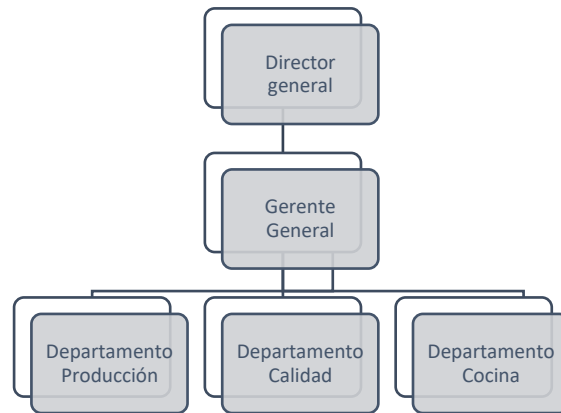 Director
general
Gerente
General
Departamento
Producción
Departamento
Calidad
Departamento
Cocina